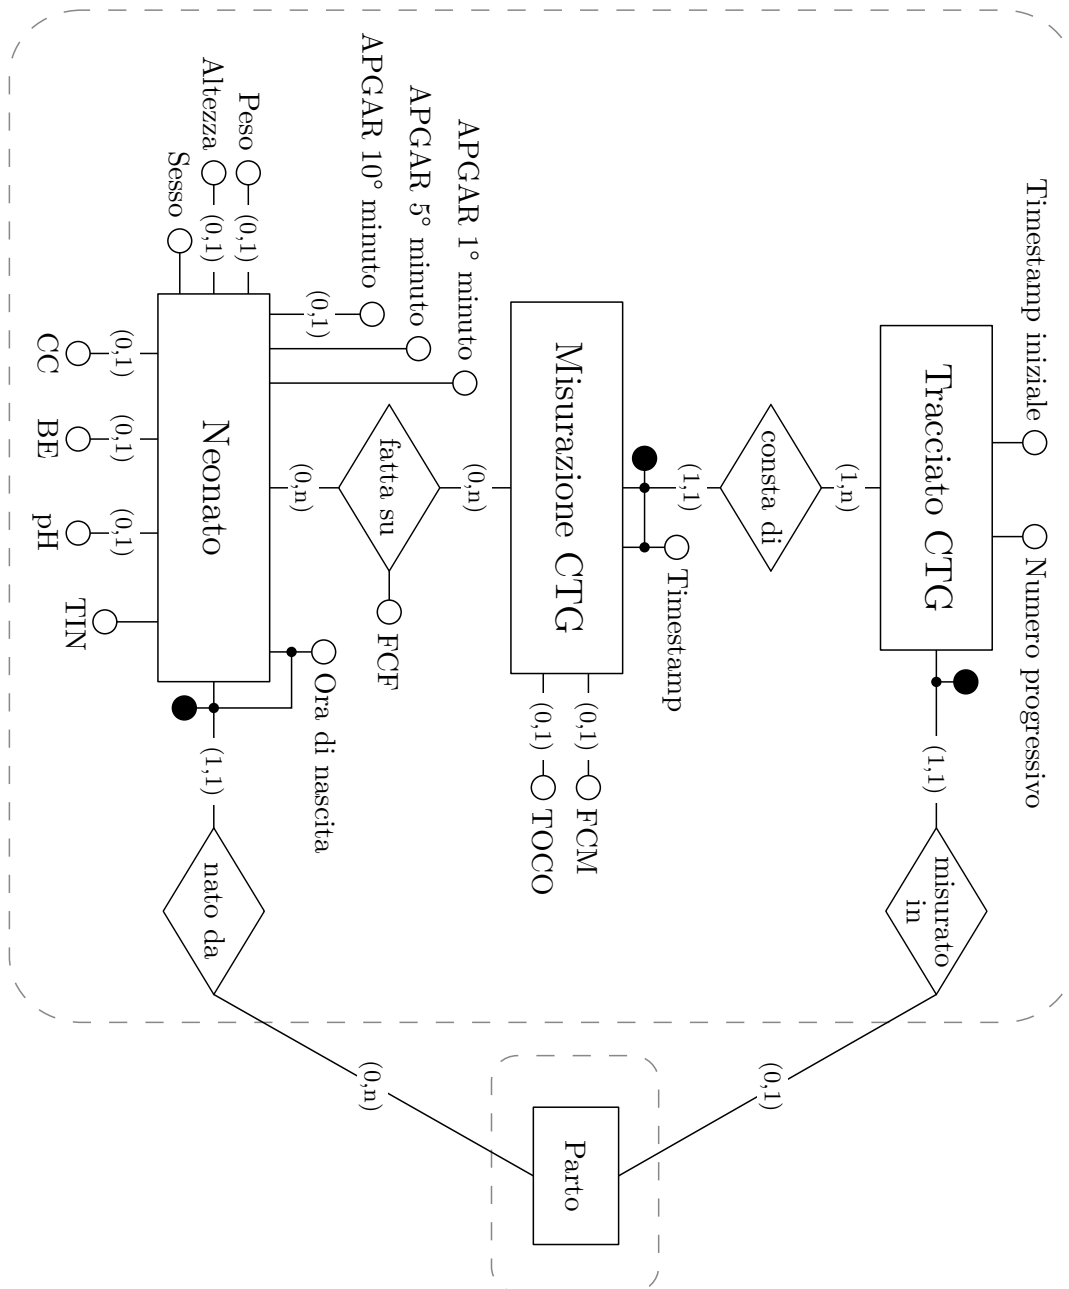 Timestamp iniziale
Numero progressivo
Tracciato CTG
(1,1)
misurato
in
(1,n)
consta di
(1,1)
Timestamp
(0,1)
Misurazione CTG
(0,1)
FCM
(0,1)
TOCO
Parto
APGAR 1° minuto
(0,n)
APGAR 5° minuto
fatta su
FCF
APGAR 10° minuto
(0,n)
(0,1)
Ora di nascita
(0,n)
Peso
(0,1)
Altezza
(0,1)
Neonato
(1,1)
nato da
Sesso
(0,1)
(0,1)
(0,1)
TIN
CC
BE
pH